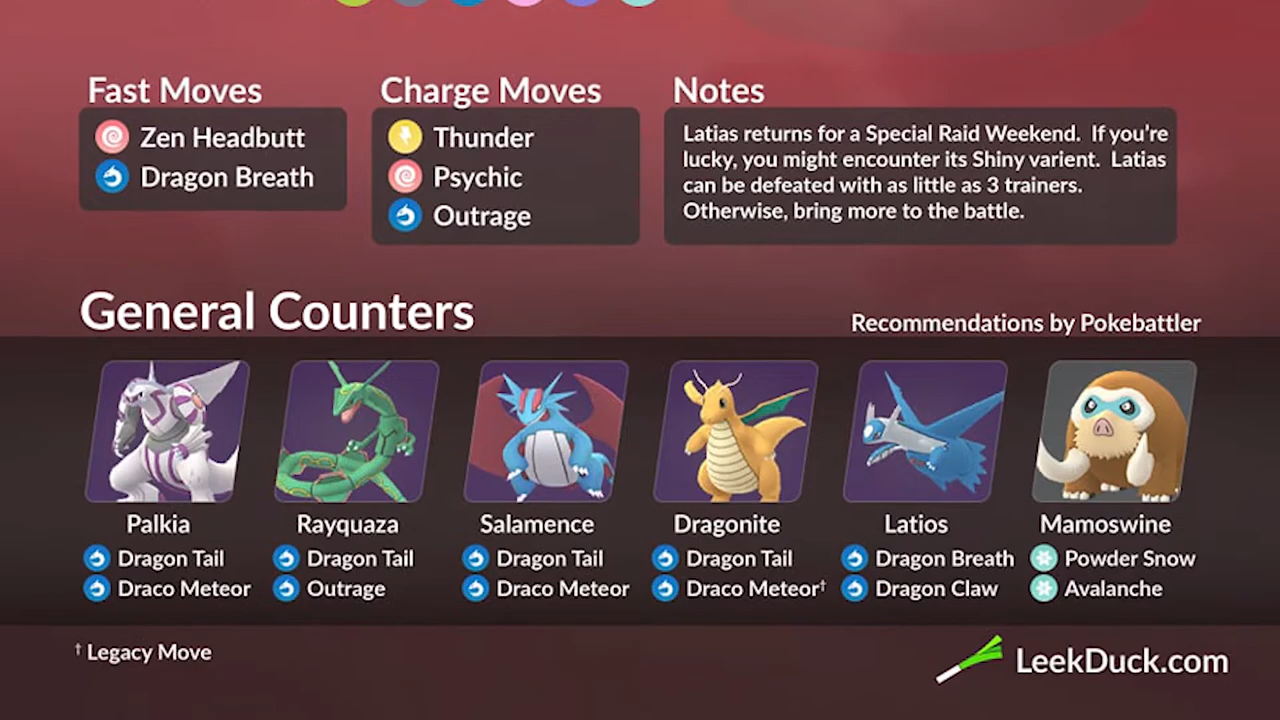 Fast Moves
Zen Headbutt
Dragon Breath
Charge Moves
Thunder
Psychic
Outrage
Notes
Latias returns for a Special Raid Weekend.  If you're
lucky, you might encounter its Shiny varient.  Latias
can be defeated with as little as 3 trainers.
Otherwise, bring more to the battle.
General Counters
Recommendations by Pokebattler
Palkia
Dragon Tail
Draco Meteor
Rayquaza
Dragon Tail
Outrage
Salamence
Dragon Tail
Draco Meteor
Dragonite
Dragon Tail
Draco Meteor†
Latios
Dragon Breath
Dragon Claw
Mamoswine
Powder Snow
Avalanche
† Legacy Move
LeekDuck.com